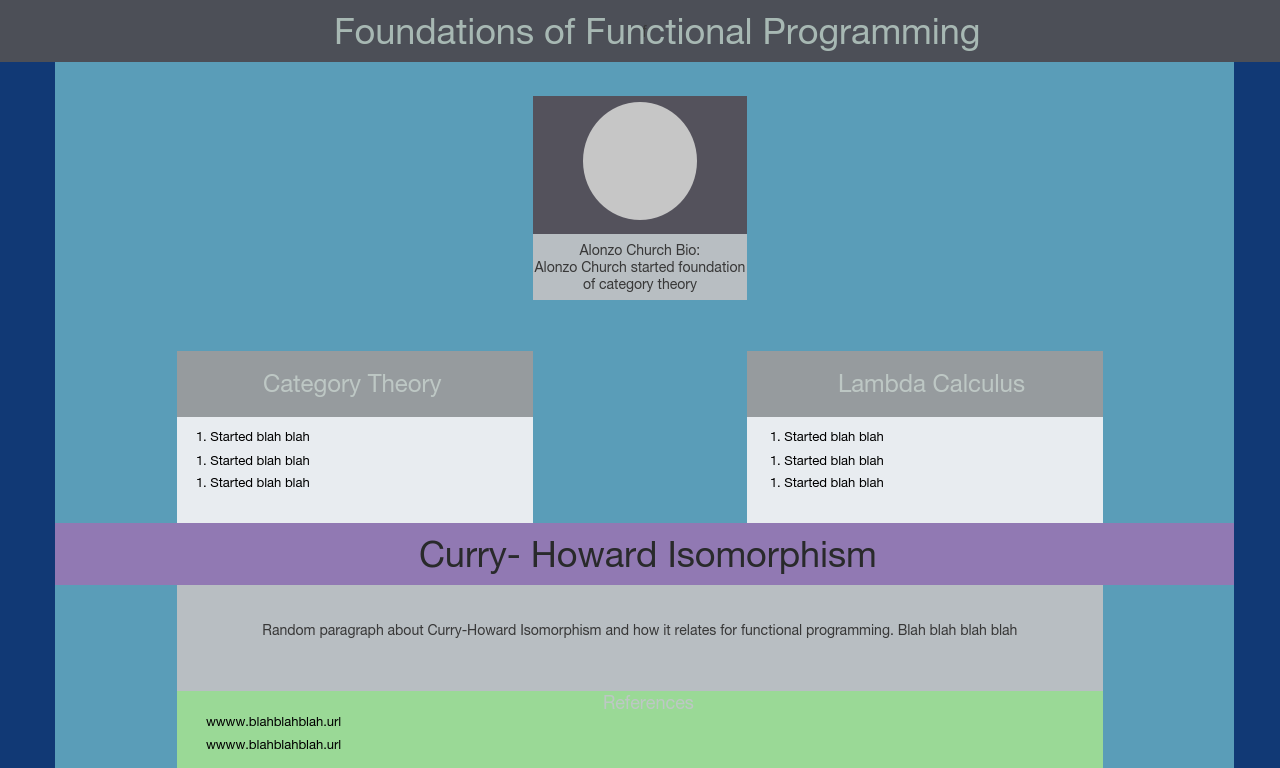 Foundations of Functional Programming
Alonzo Church Bio:
Alonzo Church started foundation
of category theory
Category Theory
1. Started blah blah
1. Started blah blah
1. Started blah blah
Lambda Calculus
1. Started blah blah
1. Started blah blah
1. Started blah blah
Curry- Howard Isomorphism
Random paragraph about Curry-Howard Isomorphism and how it relates for functional programming. Blah blah blah blah
References
wwww.blahblahblah.url
wwww.blahblahblah.url